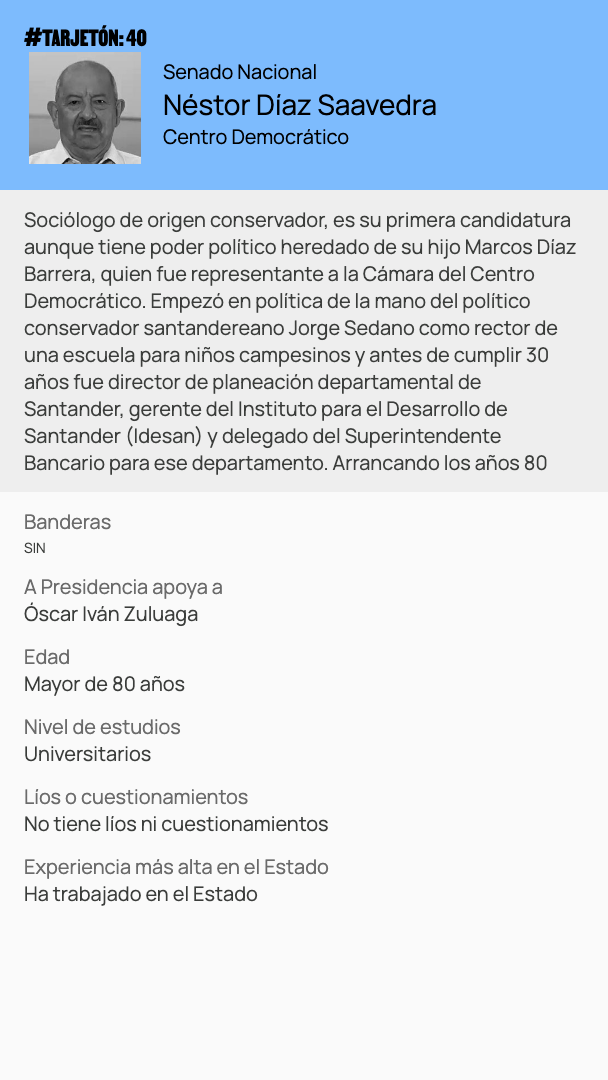 #TARJETÓN: 40
Senado Nacional
Néstor Díaz Saavedra
Centro Democrático
Sociólogo de origen conservador, es su primera candidatura
aunque tiene poder político heredado de su hijo Marcos Díaz
Barrera, quien fue representante a la Cámara del Centro
Democrático. Empezó en política de la mano del político
conservador santandereano Jorge Sedano como rector de
una escuela para niños campesinos y antes de cumplir 30
años fue director de planeación departamental de
Santander, gerente del Instituto para el Desarrollo de
Santander (Idesan) y delegado del Superintendente
Bancario para ese departamento. Arrancando los años 80
Banderas
SIN
A Presidencia apoya a
Óscar Iván Zuluaga
Edad
Mayor de 80 años
Nivel de estudios
Universitarios
Líos o cuestionamientos
No tiene líos ni cuestionamientos
Experiencia más alta en el Estado
Ha trabajado en el Estado